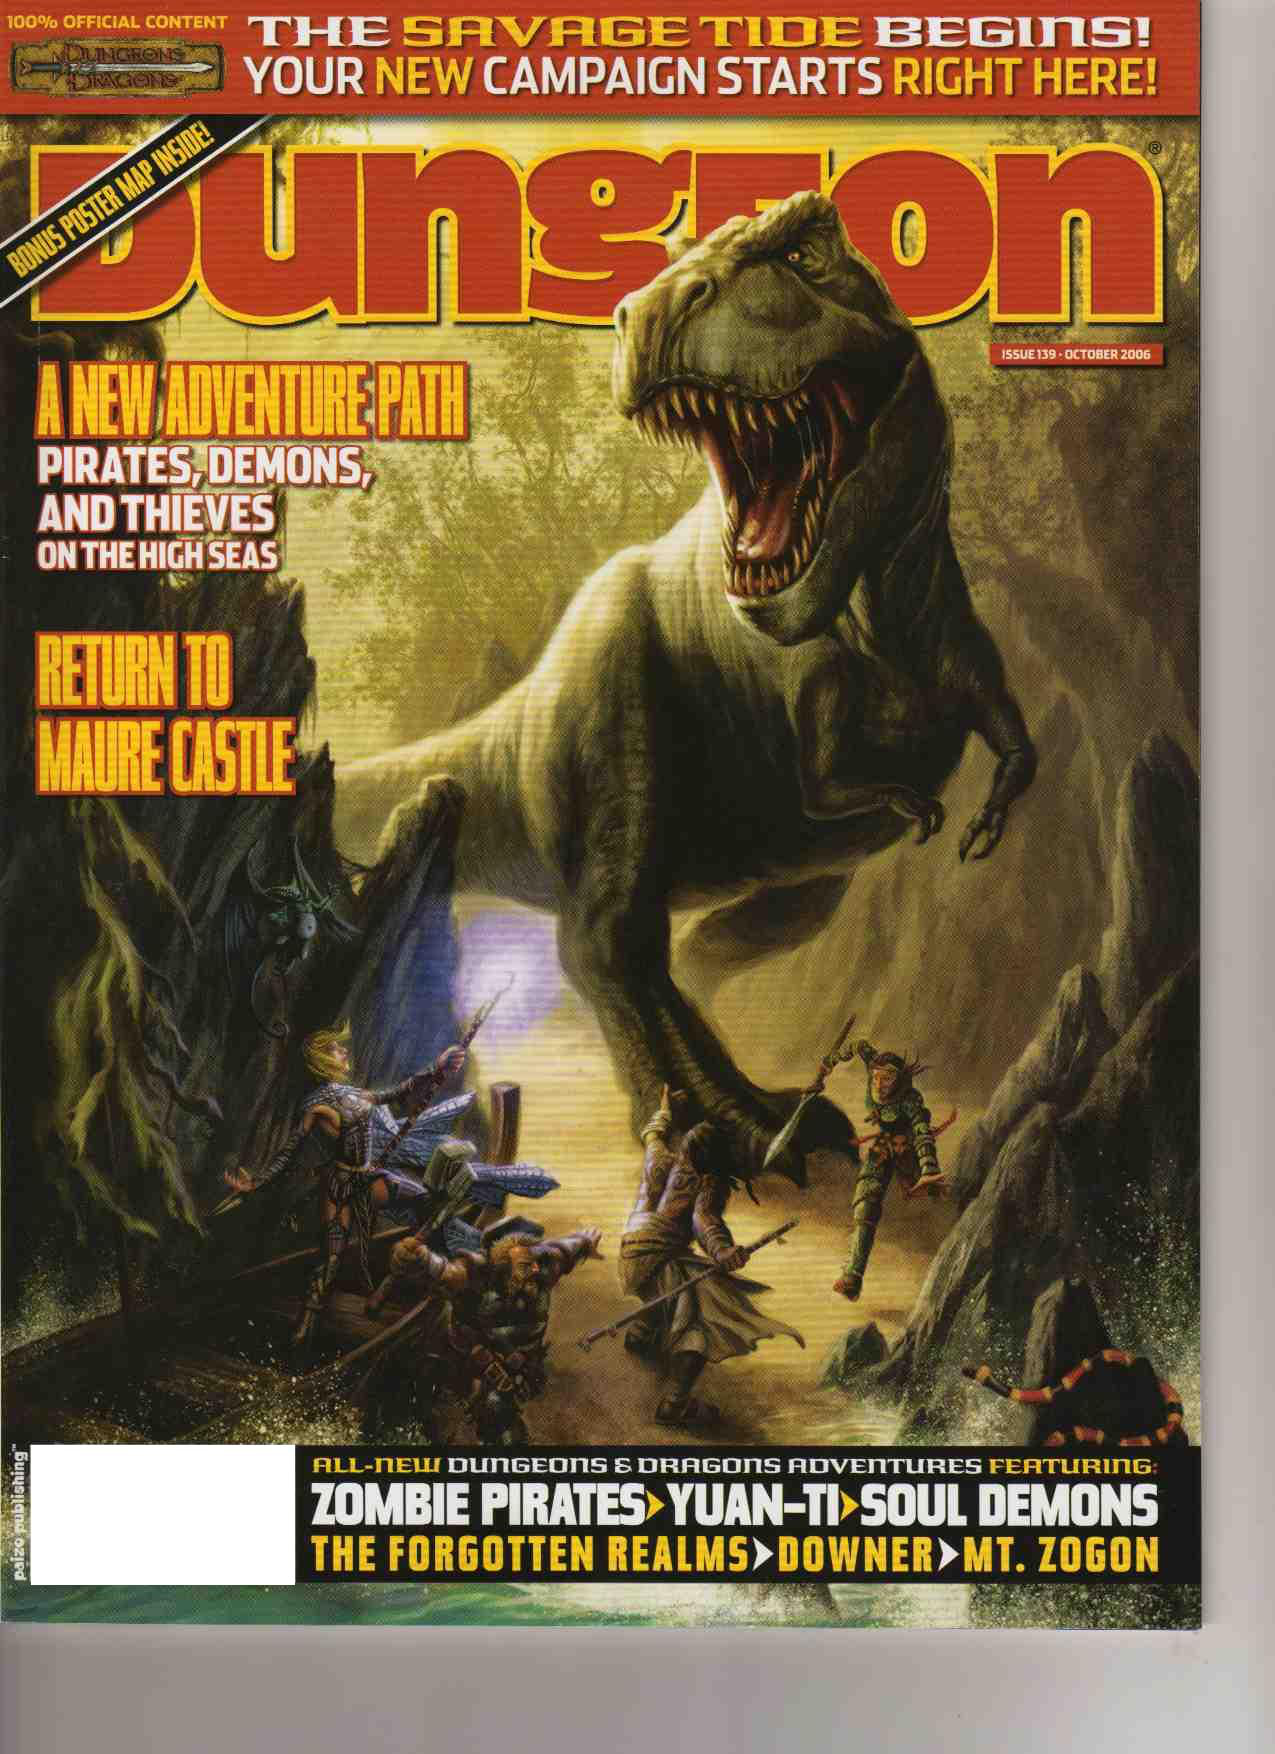 100% OFFICIAL CONTENT
DUNGEONS
& DRAGONS
THE SAVAGE TIDE BEGINS!
YOUR NEW CAMPAIGN STARTS RIGHT HERE!
BONUS POSTER MAP INSIDE!
DUNGEON®
ISSUE 139 • OCTOBER 2006
A NEW ADVENTURE PATH
PIRATES, DEMONS,
AND THIEVES
ON THE HIGH SEAS
RETURN TO
MAURE CASTLE
paizo publishing™
ALL-NEW DUNGEONS & DRAGONS ADVENTURES FEATURING:
ZOMBIE PIRATES>YUAN-TI>SOUL DEMONS
THE FORGOTTEN REALMS>DOWNER>MT. ZOGON